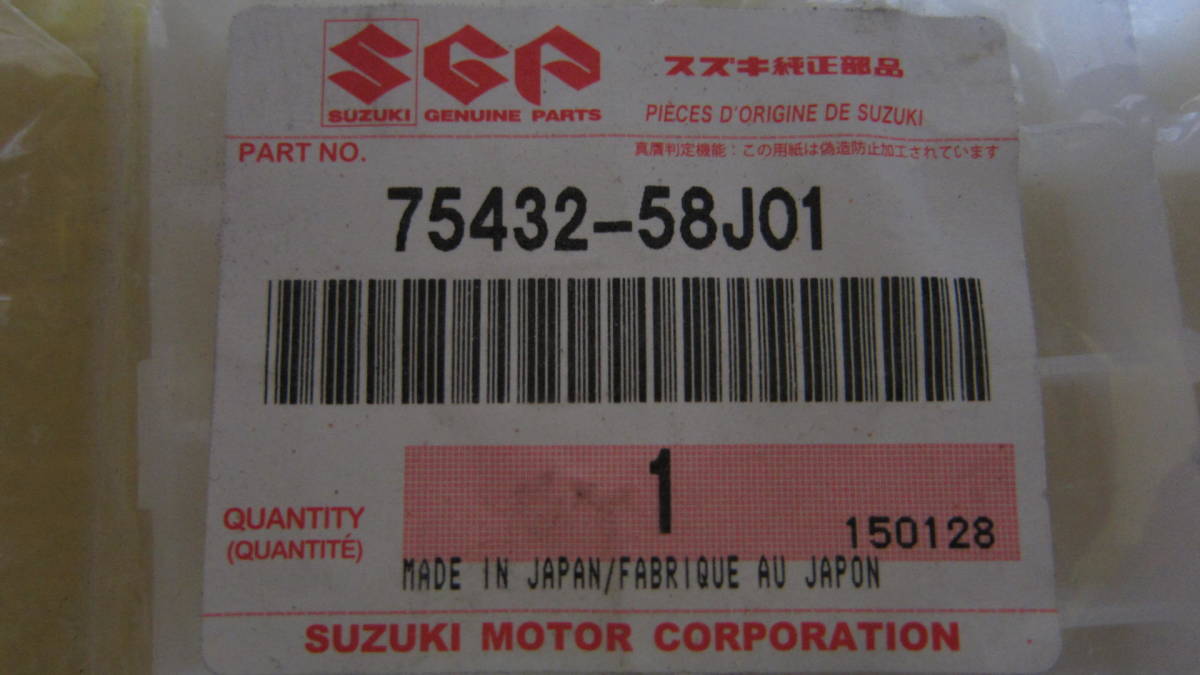 SGP
SUZUKI GENUINE PARTS
スズキ純正部品
PIÈCES D'ORIGINE DE SUZUKI
PART NO.
真贋判定機能：この用紙は偽造防止加工されています
75432-58J01
1
QUANTITY
(QUANTITÉ)
150128
MADE IN JAPAN/FABRIQUE AU JAPON
SUZUKI MOTOR CORPORATION